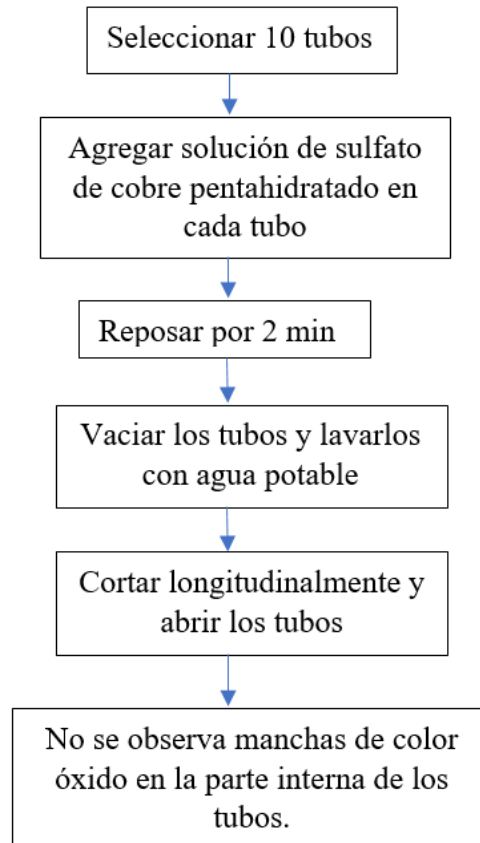 Seleccionar 10 tubos
Agregar solución de sulfato
de cobre pentahidratado en
cada tubo
Reposar por 2 min
Vaciar los tubos y lavarlos
con agua potable
Cortar longitudinalmente y
abrir los tubos
No se observa manchas de color
óxido en la parte interna de los
tubos.